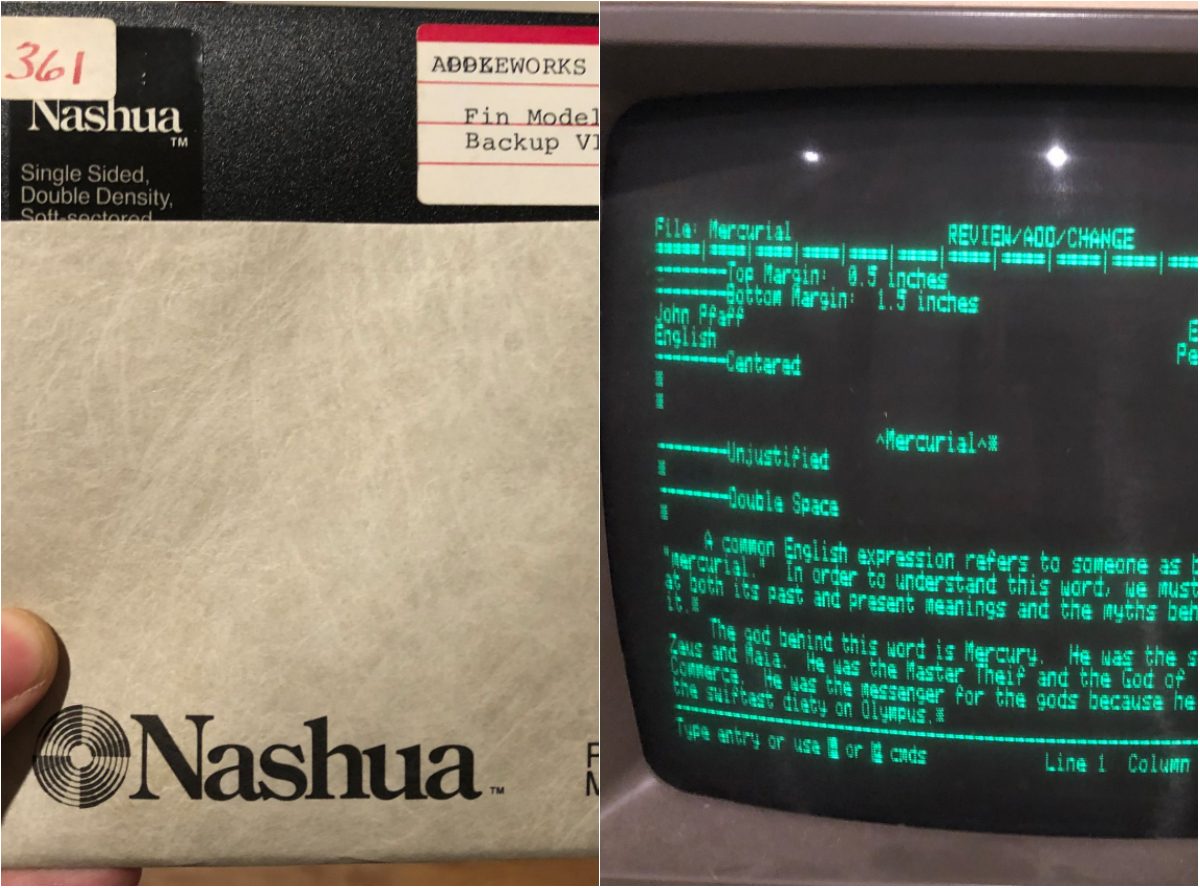 361
Nashua
TM
Single Sided,
Double Density,
Soft-sectored
Fin Model
Backup
Nashua
TM
File: Mercurial REVIEW/ADD/CHANGE
=====|====|====|====|====|====|====|====|====|====|===
--------Top Margin: 0.5 inches
--------Bottom Margin: 1.5 inches
John Pfaff
English
Pe
--------Centered
^Mercurial^
--------Unjustified
--------Double Space
A common English expression refers to someone as b
"mercurial." In order to understand this word, we must
at both its past and present meanings and the myths beh
it.
The god behind this word is Mercury. He was the s
Zeus and Maia. He was the Master Theif and the God of
Commerce. He was the messenger for the gods because he
the swiftest diety on Olympus.
Type entry or use or cmds Line 1 Column